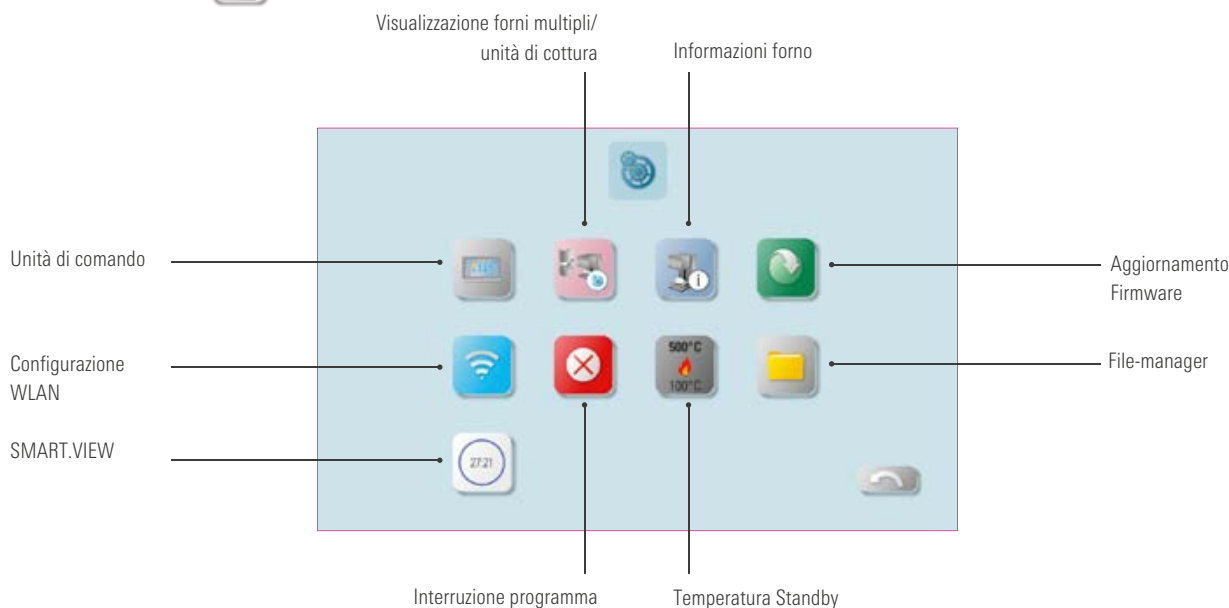 Visualizzazione forni multipli/
unità di cottura
Informazioni forno
Unità di comando
Aggiornamento
Firmware
Configurazione
WLAN
500°C
100°C
File-manager
SMART.VIEW
27:21
Interruzione programma
Temperatura Standby